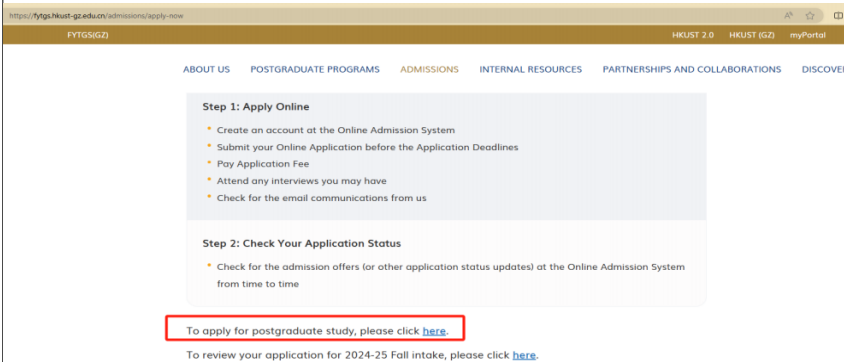 https://fytgs.hkust-gz.edu.cn/admissions/apply-now
FYTGS(GZ) HKUST 2.0 HKUST (GZ) myPortal
ABOUT US POSTGRADUATE PROGRAMS ADMISSIONS INTERNAL RESOURCES PARTNERSHIPS AND COLLABORATIONS DISCOVE
Step 1: Apply Online
• Create an account at the Online Admission System
• Submit your Online Application before the Application Deadlines
• Pay Application Fee
• Attend any interviews you may have
• Check for the email communications from us
Step 2: Check Your Application Status
• Check for the admission offers (or other application status updates) at the Online Admission System
from time to time
To apply for postgraduate study, please click here.
To review your application for 2024-25 Fall intake, please click here.